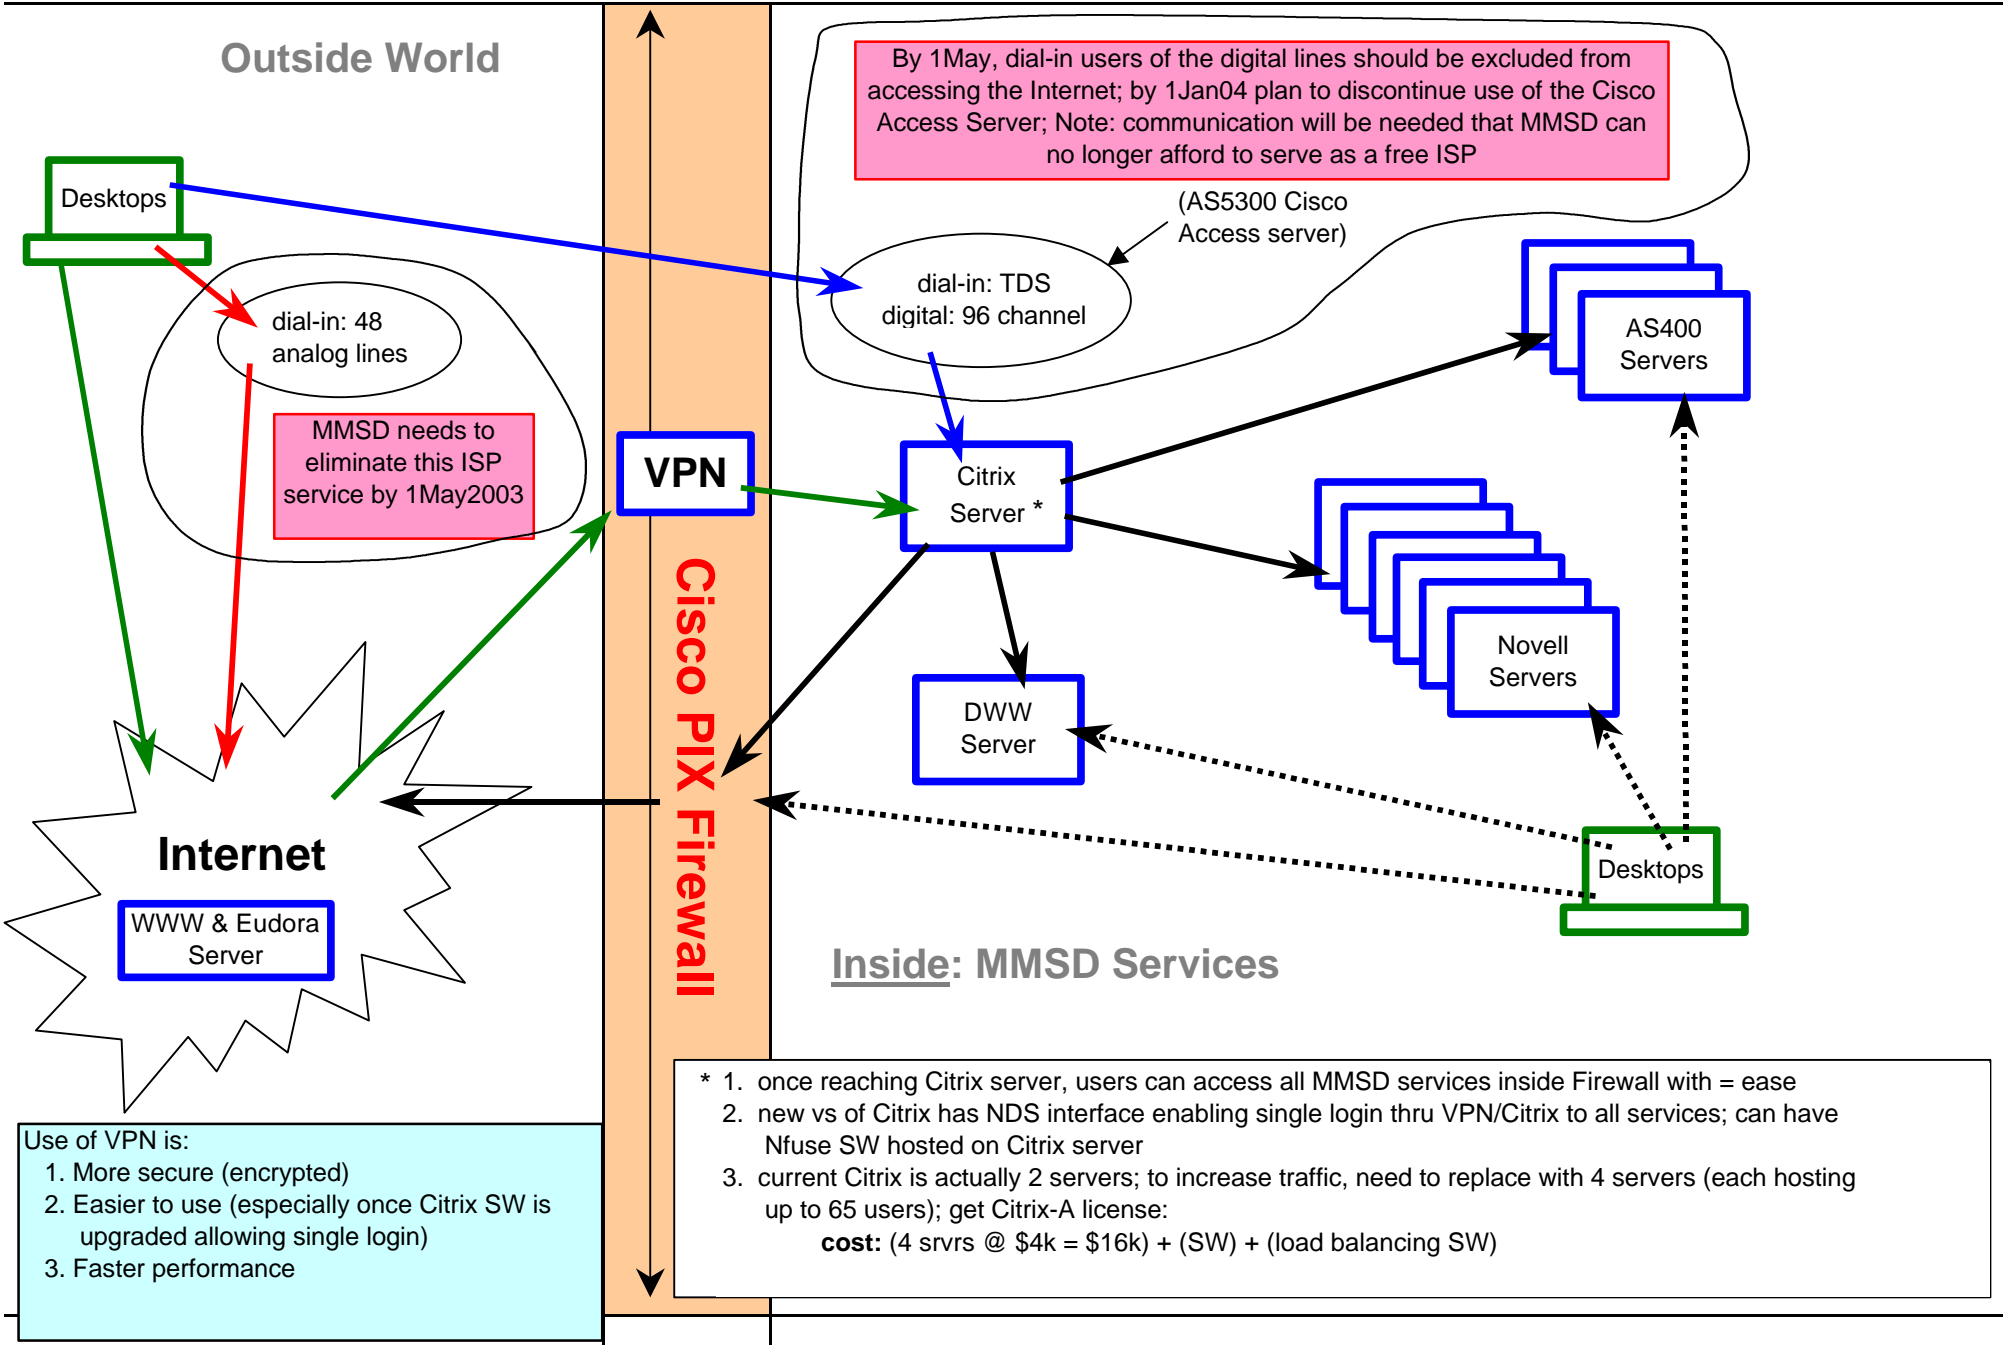 Outside World
By 1May, dial-in users of the digital lines should be excluded from
accessing the Internet; by 1Jan04 plan to discontinue use of the Cisco
Access Server; Note: communication will be needed that MMSD can
no longer afford to serve as a free ISP
Desktops
(AS5300 Cisco
Access server)
dial-in: TDS
digital: 96 channel
dial-in: 48
analog lines
AS400
Servers
MMSD needs to
eliminate this ISP
service by 1May2003
VPN
Citrix
Server *
Cisco PIX Firewall
Novell
Servers
DWW
Server
Internet
WWW & Eudora
Server
Desktops
Inside: MMSD Services
* 1. once reaching Citrix server, users can access all MMSD services inside Firewall with = ease
2. new vs of Citrix has NDS interface enabling single login thru VPN/Citrix to all services; can have
Nfuse SW hosted on Citrix server
3. current Citrix is actually 2 servers; to increase traffic, need to replace with 4 servers (each hosting
up to 65 users); get Citrix-A license:
cost: (4 srvrs @ $4k = $16k) + (SW) + (load balancing SW)
Use of VPN is:
1. More secure (encrypted)
2. Easier to use (especially once Citrix SW is
upgraded allowing single login)
3. Faster performance